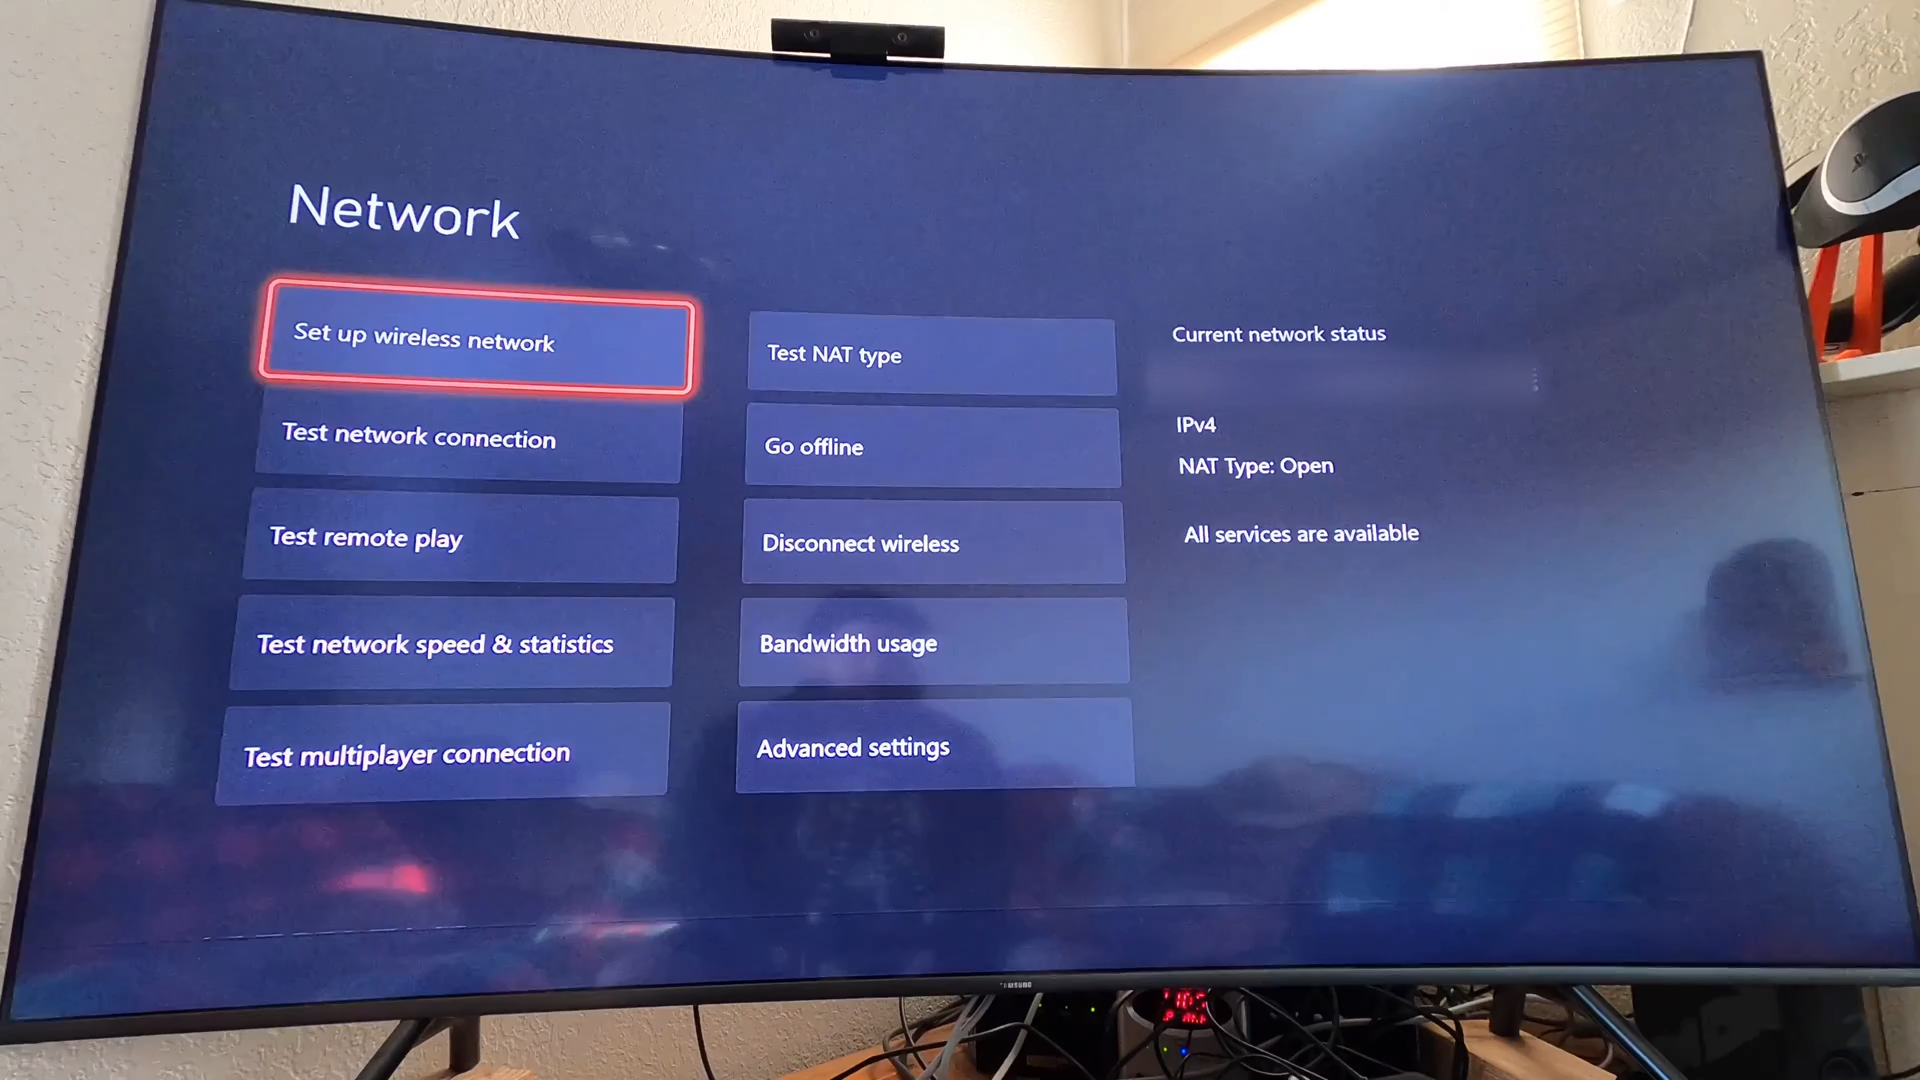 Network
Set up wireless network
Test network connection
Test remote play
Test network speed & statistics
Test multiplayer connection
Test NAT type
Go offline
Disconnect wireless
Bandwidth usage
Advanced settings
Current network status
IPv4
NAT Type: Open
All services are available
SAMSUNG